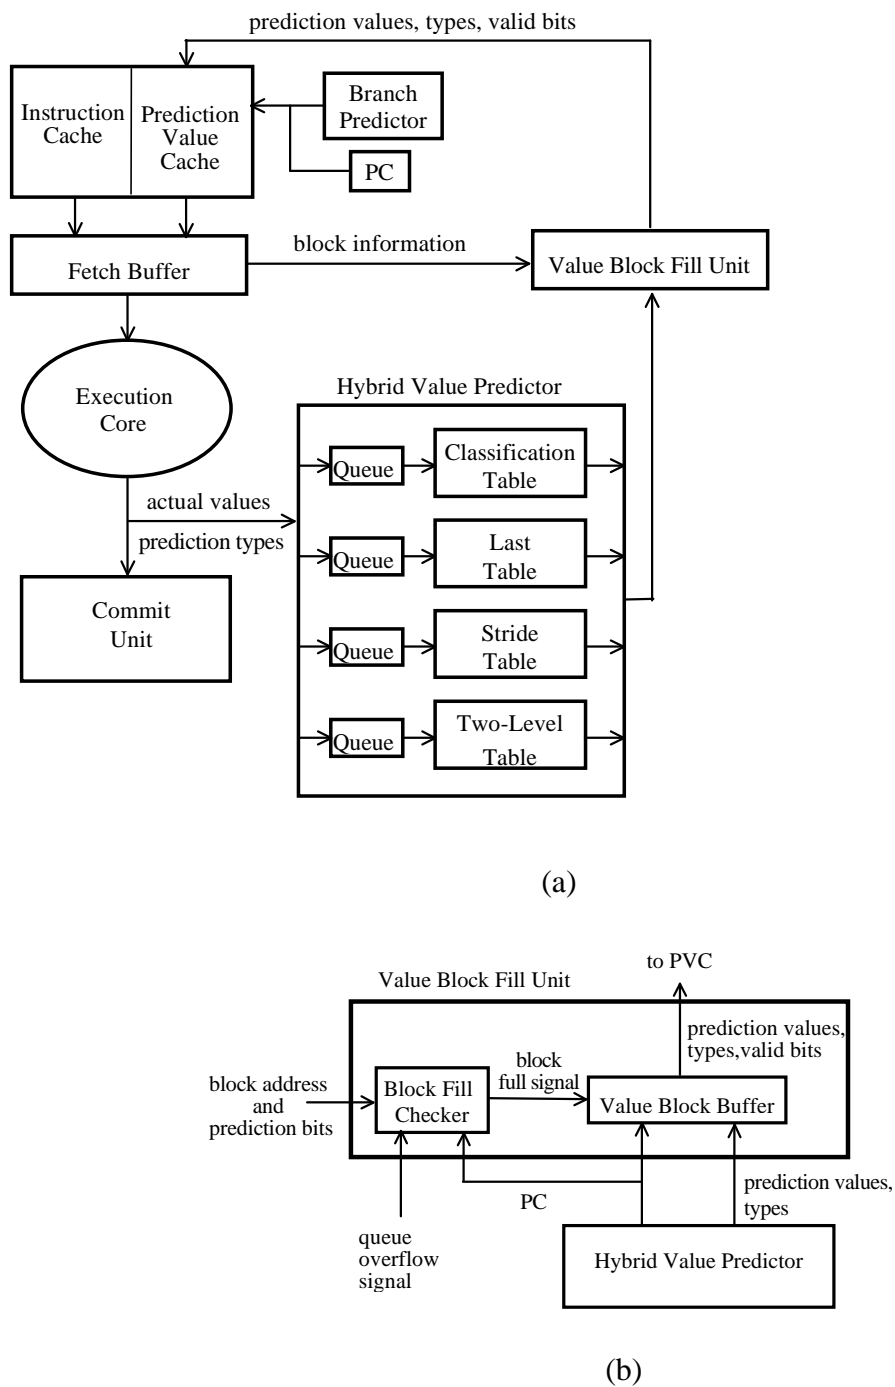 prediction values, types, valid bits
Instruction
Cache
Prediction
Value
Cache
Branch
Predictor
PC
Fetch Buffer
block information
Value Block Fill Unit
Execution
Core
Hybrid Value Predictor
actual values
prediction types
Queue
Classification
Table
Queue
Last
Table
Queue
Stride
Table
Queue
Two-Level
Table
Commit
Unit
(a)
to PVC
Value Block Fill Unit
prediction values,
types,valid bits
block
full signal
block address
and
prediction bits
Block Fill
Checker
Value Block Buffer
PC
prediction values,
types
queue
overflow
signal
Hybrid Value Predictor
(b)